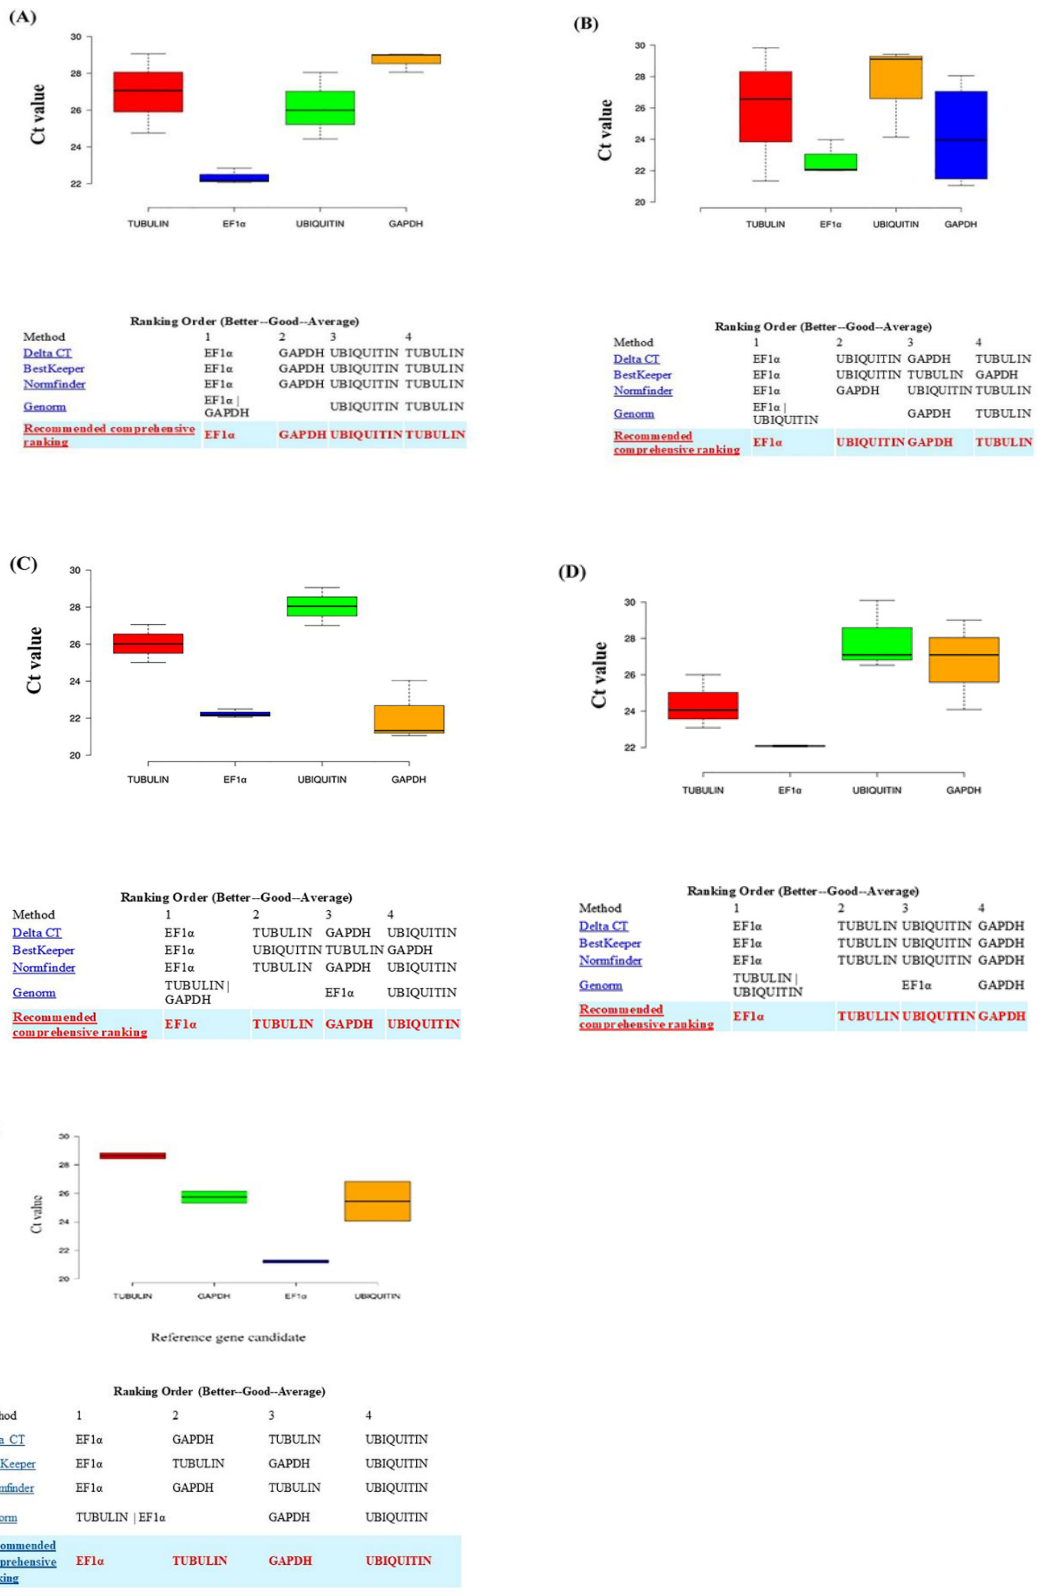 (A)
Ct value
30
28
26
24
22
TUBULIN EF1α UBIQUITIN GAPDH
Ranking Order (Better--Good--Average)
Method 1 2 3 4
Delta CT EF1α GAPDH UBIQUITIN TUBULIN
BestKeeper EF1α GAPDH UBIQUITIN TUBULIN
Normfinder EF1α GAPDH UBIQUITIN TUBULIN
Genorm EF1α | GAPDH UBIQUITIN TUBULIN
Recommended comprehensive ranking EF1α GAPDH UBIQUITIN TUBULIN
(B)
Ct value
30
28
26
24
22
20
TUBULIN EF1α UBIQUITIN GAPDH
Ranking Order (Better--Good--Average)
Method 1 2 3 4
Delta CT EF1α UBIQUITIN GAPDH TUBULIN
BestKeeper EF1α UBIQUITIN TUBULIN GAPDH
Normfinder EF1α GAPDH UBIQUITIN TUBULIN
Genorm EF1α | UBIQUITIN GAPDH TUBULIN
Recommended comprehensive ranking EF1α UBIQUITIN GAPDH TUBULIN
(C)
Ct value
30
28
26
24
22
20
TUBULIN EF1α UBIQUITIN GAPDH
Ranking Order (Better--Good--Average)
Method 1 2 3 4
Delta CT EF1α TUBULIN GAPDH UBIQUITIN
BestKeeper EF1α UBIQUITIN TUBULIN GAPDH
Normfinder EF1α TUBULIN GAPDH UBIQUITIN
Genorm TUBULIN | GAPDH EF1α UBIQUITIN
Recommended comprehensive ranking EF1α TUBULIN GAPDH UBIQUITIN
(D)
Ct value
30
28
26
24
22
TUBULIN EF1α UBIQUITIN GAPDH
Ranking Order (Better--Good--Average)
Method 1 2 3 4
Delta CT EF1α TUBULIN UBIQUITIN GAPDH
BestKeeper EF1α TUBULIN UBIQUITIN GAPDH
Normfinder EF1α TUBULIN UBIQUITIN GAPDH
Genorm TUBULIN | UBIQUITIN EF1α GAPDH
Recommended comprehensive ranking EF1α TUBULIN UBIQUITIN GAPDH
Ct value
30
28
26
24
22
20
TUBULIN GAPDH EF1α UBIQUITIN
Reference gene candidate
Ranking Order (Better--Good--Average)
hod 1 2 3 4
a CT EF1α GAPDH TUBULIN UBIQUITIN
Keeper EF1α TUBULIN GAPDH UBIQUITIN
mfinder EF1α GAPDH TUBULIN UBIQUITIN
orm TUBULIN | EF1α GAPDH UBIQUITIN
ommended
prehensive EF1α TUBULIN GAPDH UBIQUITIN
king